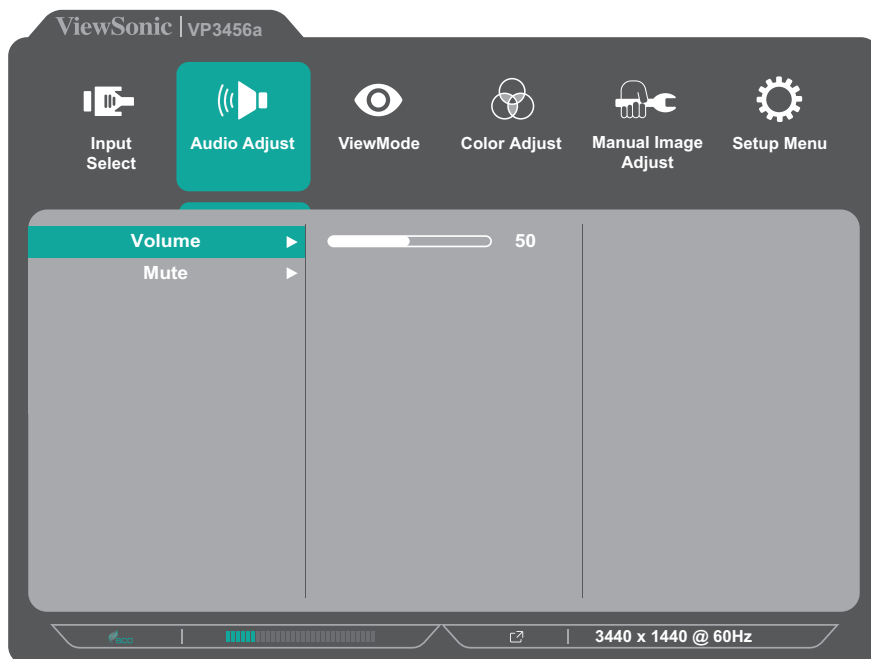 ViewSonic | VP3456a
Input
Select
Audio Adjust
ViewMode
Color Adjust
Manual Image
Adjust
Setup Menu
Volume
50
Mute
eco
3440 x 1440 @ 60Hz